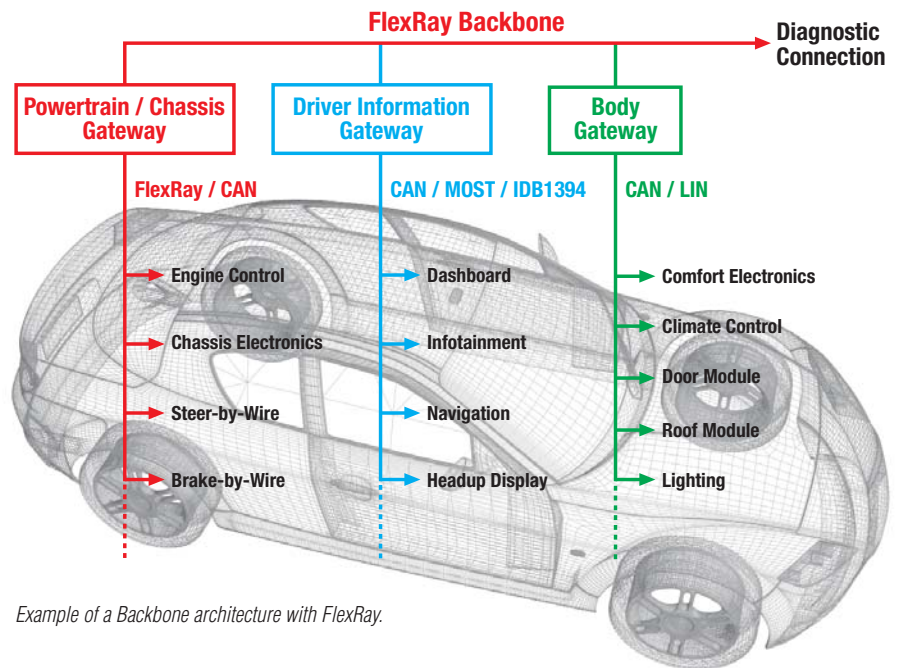 FlexRay Backbone
Diagnostic
Connection
Powertrain / Chassis
Gateway
Driver Information
Gateway
Body
Gateway
FlexRay / CAN
CAN / MOST / IDB1394
CAN / LIN
Engine Control
Chassis Electronics
Steer-by-Wire
Brake-by-Wire
Dashboard
Infotainment
Navigation
Headup Display
Comfort Electronics
Climate Control
Door Module
Roof Module
Lighting
Example of a Backbone architecture with FlexRay.